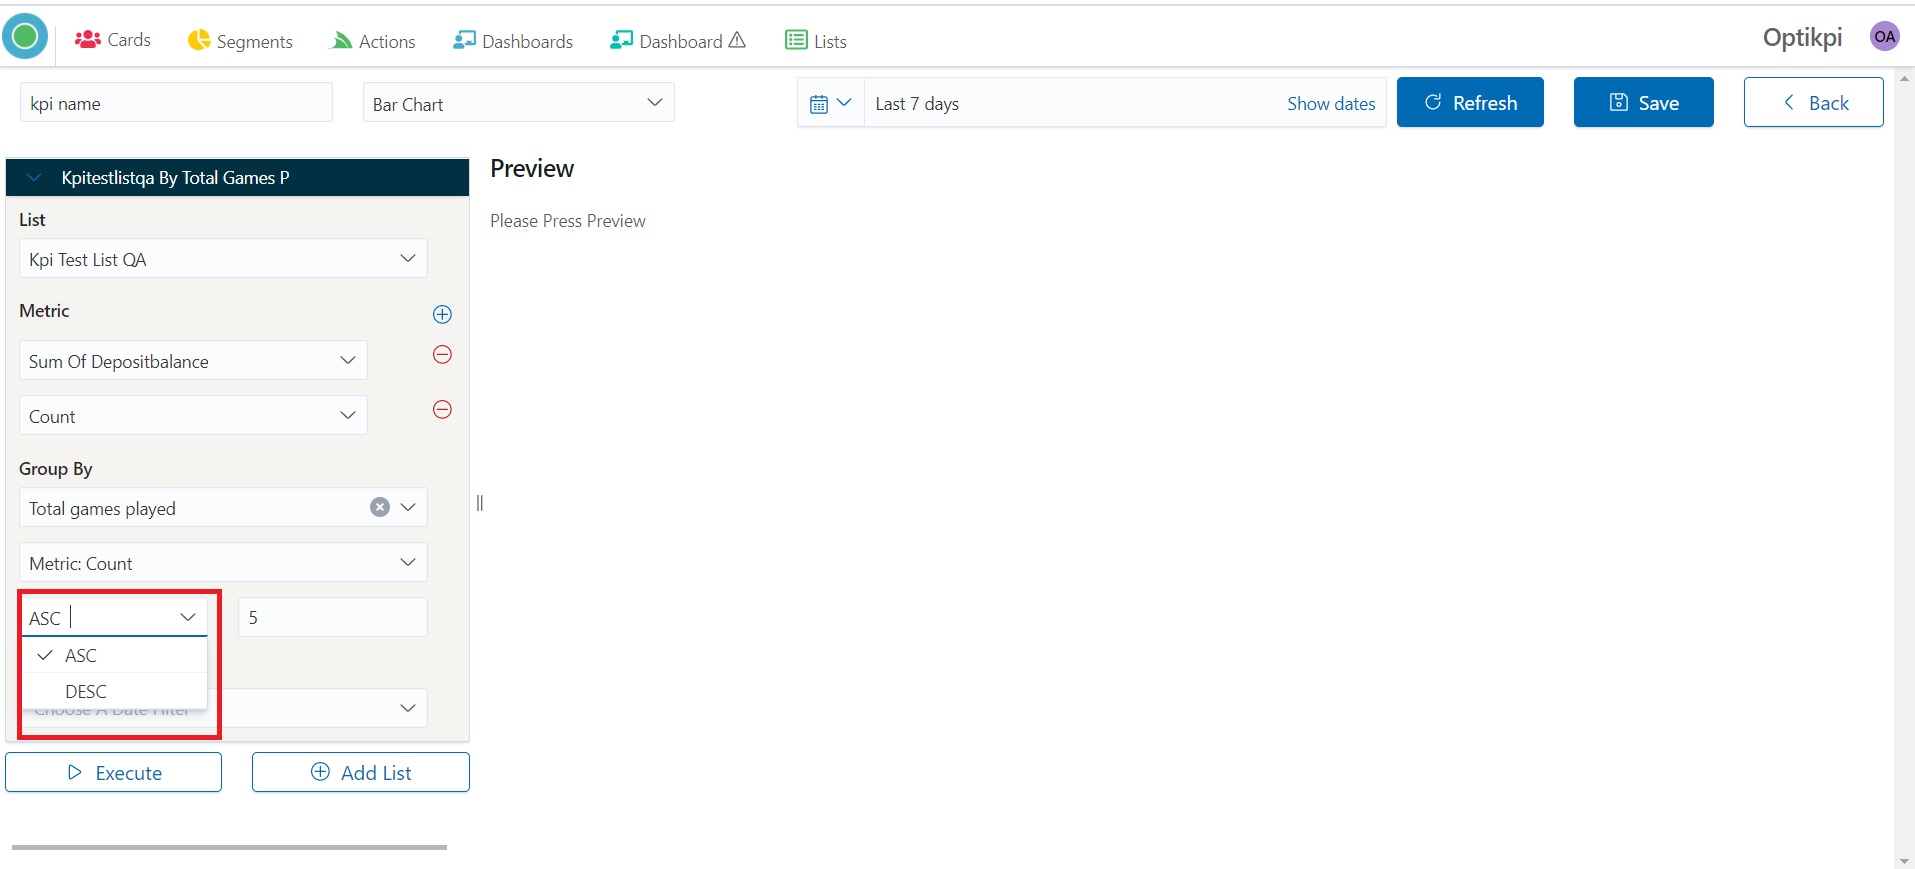 Cards
Segments
Actions
Dashboards
Dashboard
Lists
Optikpi
OA
kpi name
Bar Chart
Last 7 days
Show dates
Refresh
Save
Back
Kpitestlistqa By Total Games P
List
Kpi Test List QA
Metric
Sum Of Depositbalance
Count
Group By
Total games played
Metric: Count
ASC
5
ASC
DESC
Choose A Date Filter
Execute
Add List
Preview
Please Press Preview